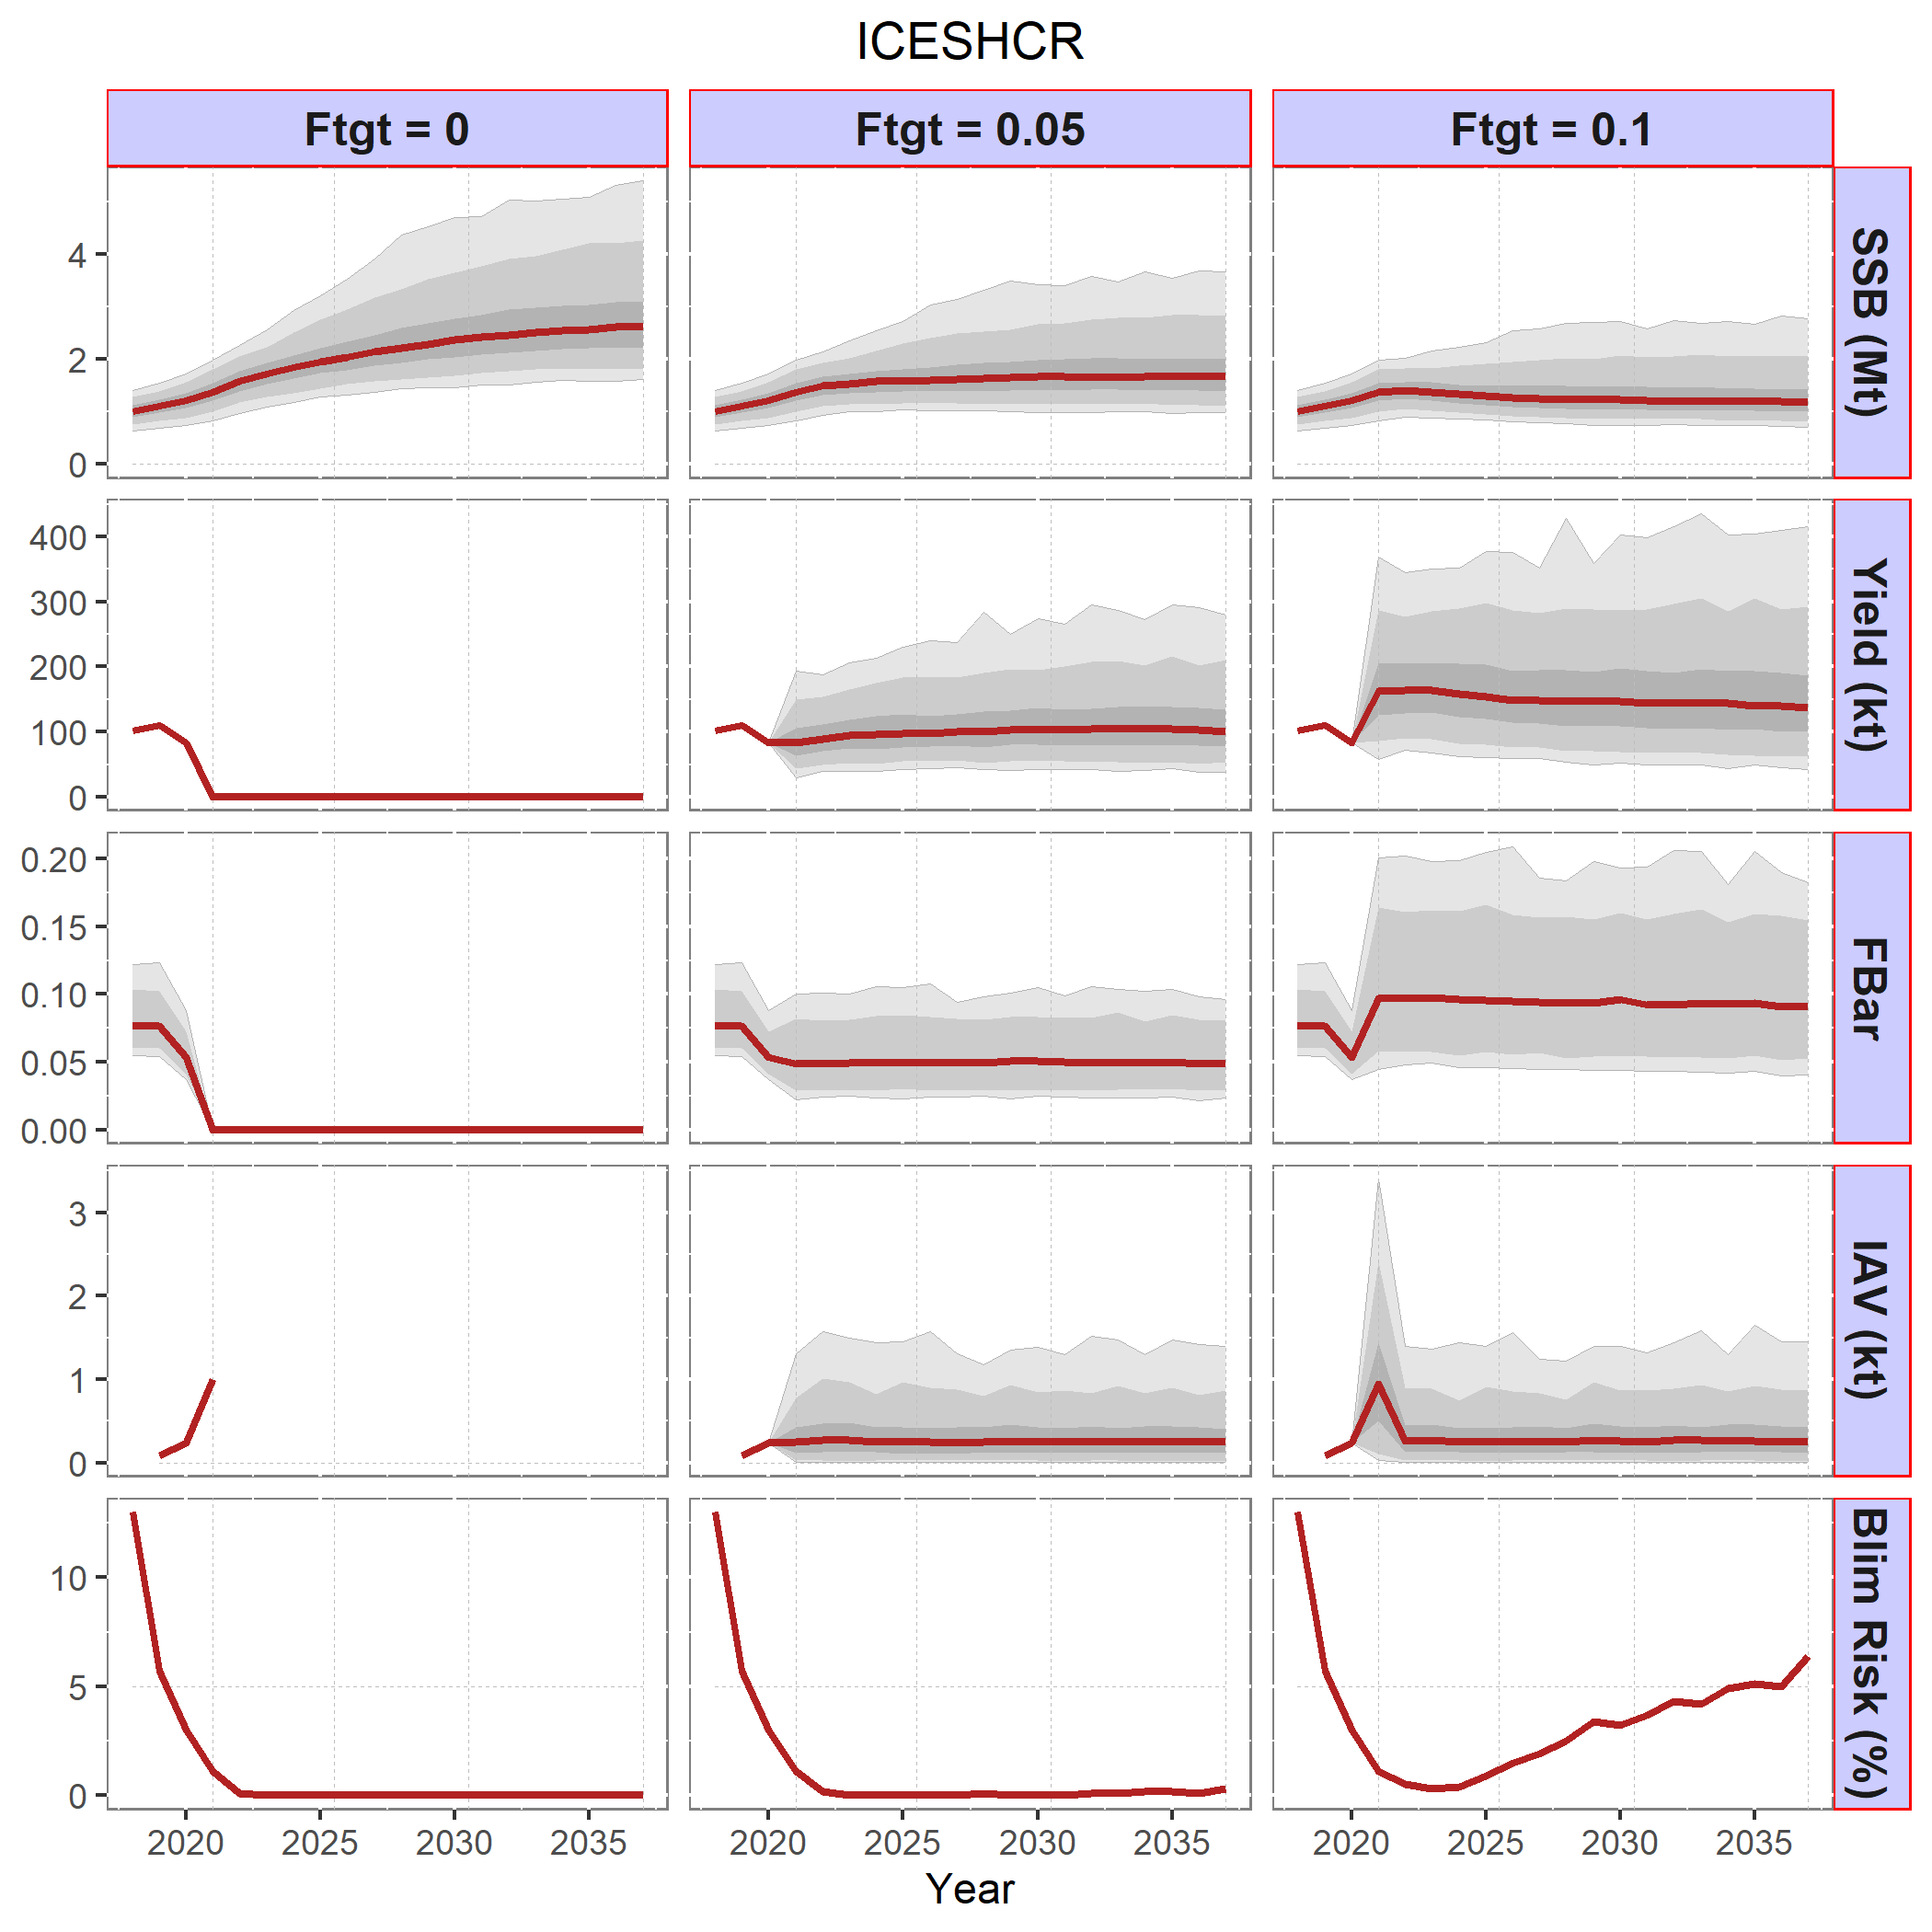 ICESHCR
Ftgt = 0
Ftgt = 0.05
Ftgt = 0.1
4
2
0
SSB (Mt)
400
300
200
100
0
Yield (kt)
0.20
0.15
0.10
0.05
0.00
FBar
3
2
1
0
IAV (kt)
10
5
0
Blim Risk (%)
2020 2025 2030 2035
2020 2025 2030 2035
2020 2025 2030 2035
Year